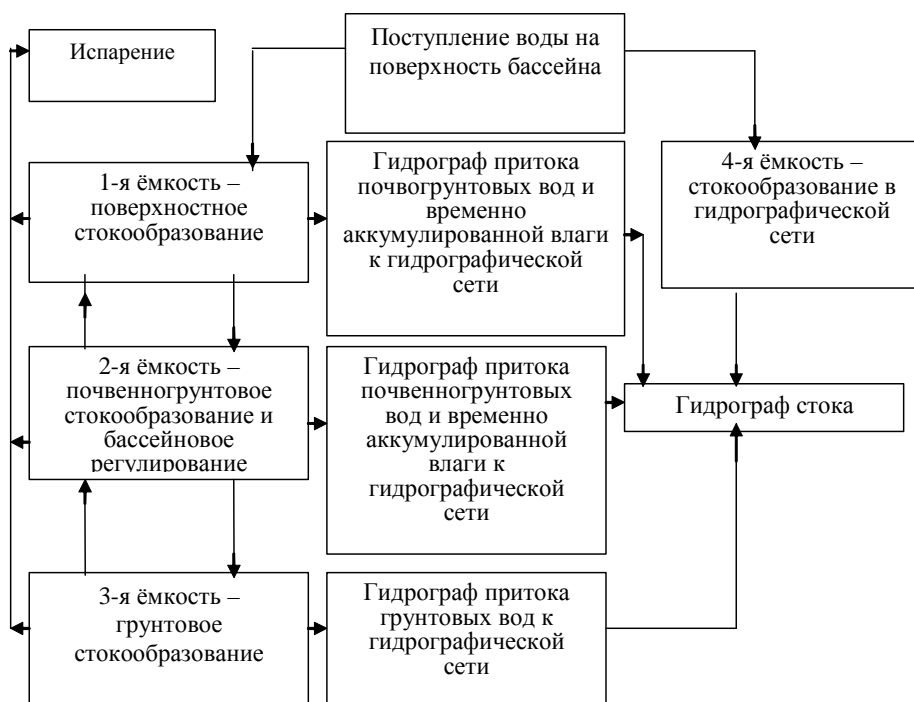 Испарение
Поступление воды на
поверхность бассейна
1-я ёмкость –
поверхностное
стокообразование
Гидрограф притока
почвогрунтовых вод и
временно
аккумулированной влаги
к гидрографической
сети
4-я ёмкость –
стокообразование в
гидрографической
сети
2-я ёмкость –
почвенногрунтовое
стокообразование и
бассейновое
регулирование
Гидрограф притока
почвенногрунтовых
вод и временно
аккумулированной
влаги к
гидрографической
сети
Гидрограф стока
3-я ёмкость –
грунтовое
стокообразование
Гидрограф притока
грунтовых вод к
гидрографической
сети